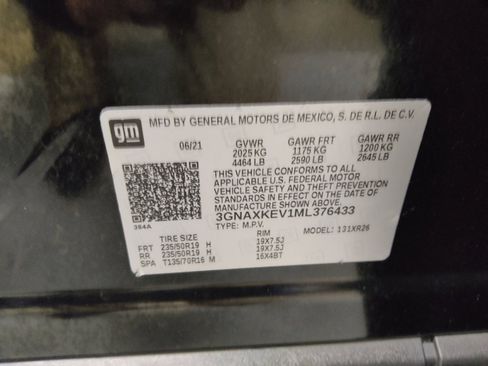 gm
MFD BY GENERAL MOTORS DE MEXICO, S. DE R.L. DE C.V.
06/21 GVWR GAWR FRT GAWR RR
2025 KG 1175 KG 1200 KG
4464 LB 2590 LB 2645 LB
THIS VEHICLE CONFORMS TO ALL
APPLICABLE U.S. FEDERAL MOTOR
VEHICLE SAFETY AND THEFT PREVENTION
STANDARDS IN EFFECT ON THE DATE OF
MANUFACTURE SHOWN ABOVE.
384A 3GNAXKEV1ML376433
TYPE: M.P.V. MODEL: 131XR26
TIRE SIZE RIM
FRT 235/50R19 H 19X7.5J
RR 235/50R19 H 19X7.5J
SPA T135/70R16 M 16X4BT